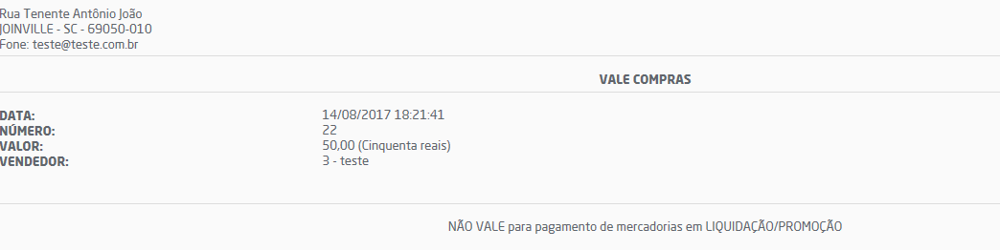 Rua Tenente Antônio João
JOINVILLE - SC - 69050-010
Fone: teste@teste.com.br
VALE COMPRAS
DATA: 14/08/2017 18:21:41
NÚMERO: 22
VALOR: 50,00 (Cinquenta reais)
VENDEDOR: 3 - teste
NÃO VALE para pagamento de mercadorias em LIQUIDAÇÃO/PROMOÇÃO